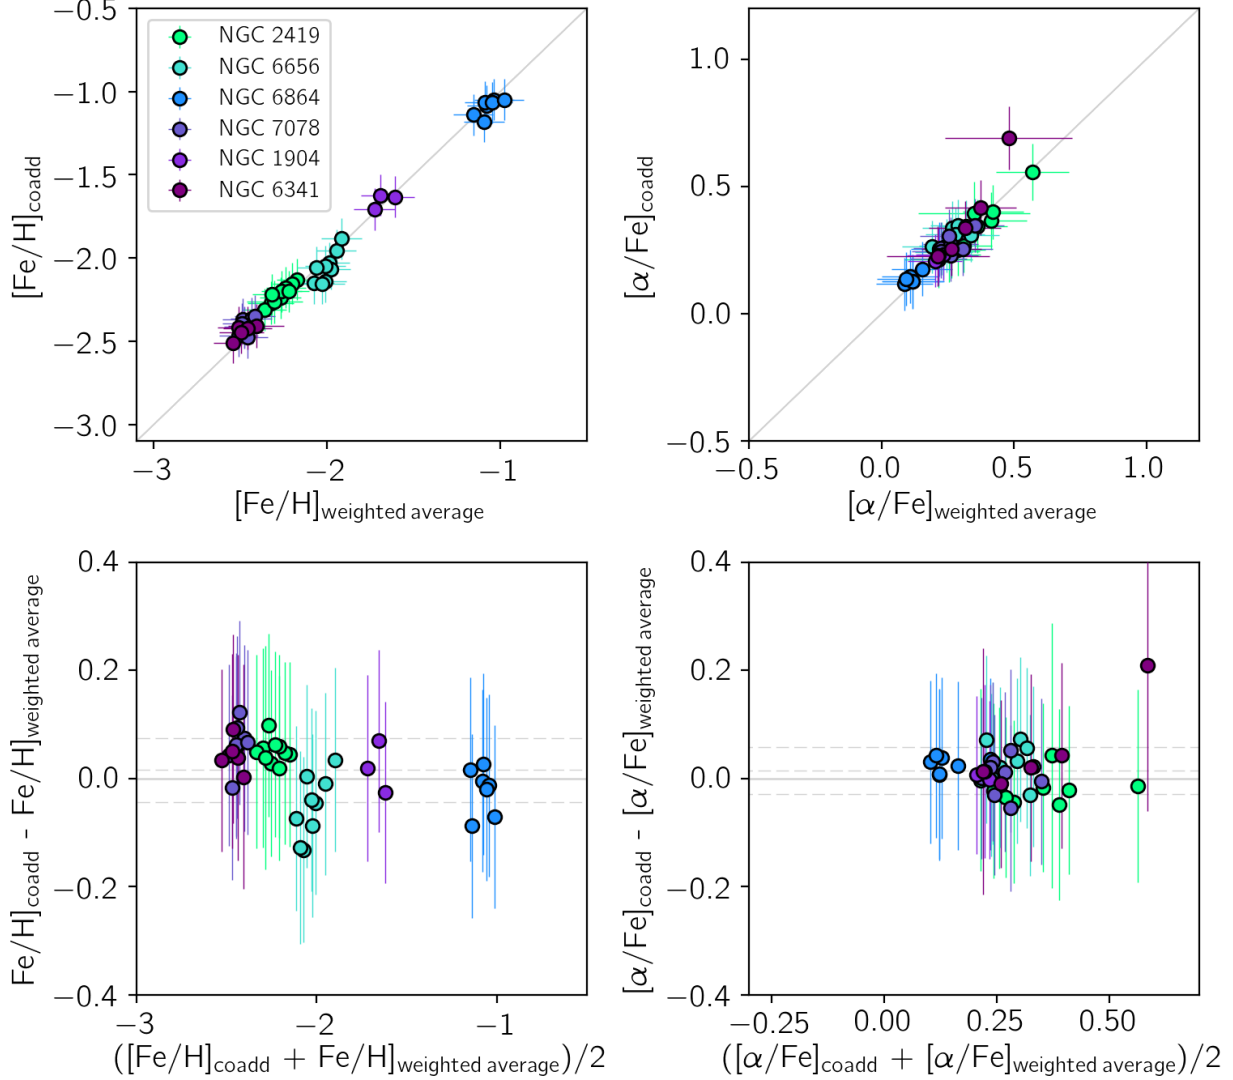 −0.5
−1.0
−1.5
−2.0
−2.5
−3.0
[Fe/H]coadd
NGC 2419
NGC 6656
NGC 6864
NGC 7078
NGC 1904
NGC 6341
−3 −2 −1
[Fe/H]weighted average
1.0
0.5
0.0
−0.5
[α/Fe]coadd
−0.5 0.0 0.5 1.0
[α/Fe]weighted average
0.4
0.2
0.0
−0.2
−0.4
Fe/H]coadd - Fe/H]weighted average
−3 −2 −1
([Fe/H]coadd + Fe/H]weighted average)/2
0.4
0.2
0.0
−0.2
−0.4
[α/Fe]coadd - [α/Fe]weighted average
−0.25 0.00 0.25 0.50
([α/Fe]coadd + [α/Fe]weighted average)/2